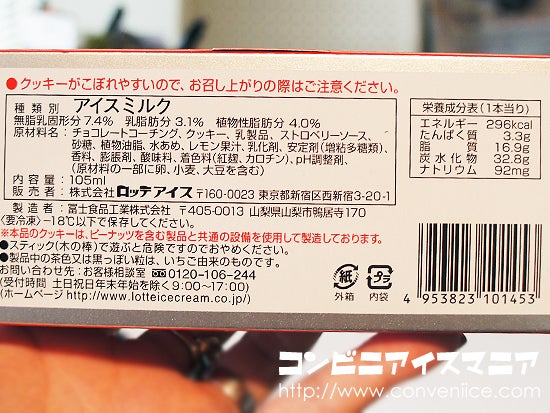 ●クッキーがこぼれやすいので、お召し上がりの際はご注意ください。
種類別 アイスミルク
無脂乳固形分 7.4% 乳脂肪分 3.1% 植物性脂肪分 4.0%
原材料名：チョコレートコーチング、クッキー、乳製品、ストロベリーソース、
砂糖、植物油脂、水あめ、レモン果汁、乳化剤、安定剤(増粘多糖類)、
香料、膨脹剤、酸味料、着色料(紅麹、カロチン)、pH調整剤、
(原材料の一部に卵、小麦、大豆を含む)
内容量：105ml
販売者：株式会社 ロッテアイス 〒160-0023 東京都新宿区西新宿3-20-1
製造者：冨士食品工業株式会社 〒405-0013 山梨県山梨市鴨居寺170
<要冷凍>-18℃以下で保存してください。
※本品のクッキーは、ピーナッツを含む製品と共通の設備を使用して製造しております。
●スティック(木の棒)で遊ぶと危険ですのでおやめください。
●製品中の茶色又は黒っぽい粒は、いちご由来のものです。
お問い合わせ先：お客様相談室 0120-106-244
(受付時間 土日祝日年末年始を除く9:00〜17:00)
(ホームページ http://www.lotteicecream.co.jp/)
栄養成分表(1本当り)
エネルギー 296kcal
たんぱく質 3.3g
脂質 16.9g
炭水化物 32.8g
ナトリウム 92mg
紙 プラ
外箱 内袋
4 953823 101453
コンビニアイスマニア
http://www.conveniice.com/